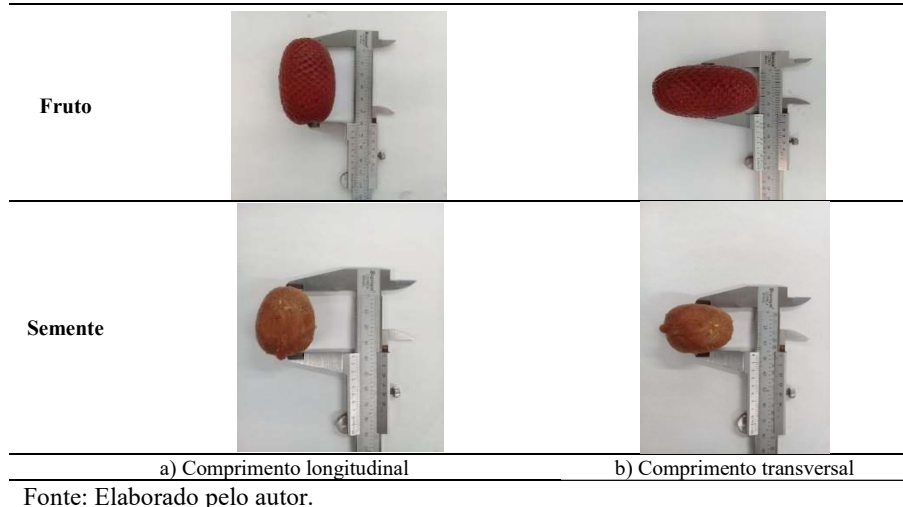 Fruto
Semente
a) Comprimento longitudinal
b) Comprimento transversal
Fonte: Elaborado pelo autor.